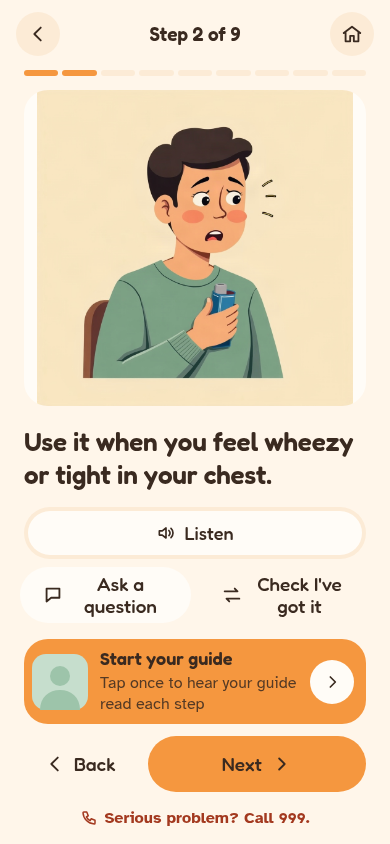 Step 2 of 9
Use it when you feel wheezy
or tight in your chest.
Listen
Ask a
question
Check I've
got it
Start your guide
Tap once to hear your guide
read each step
Back
Next
Serious problem? Call 999.